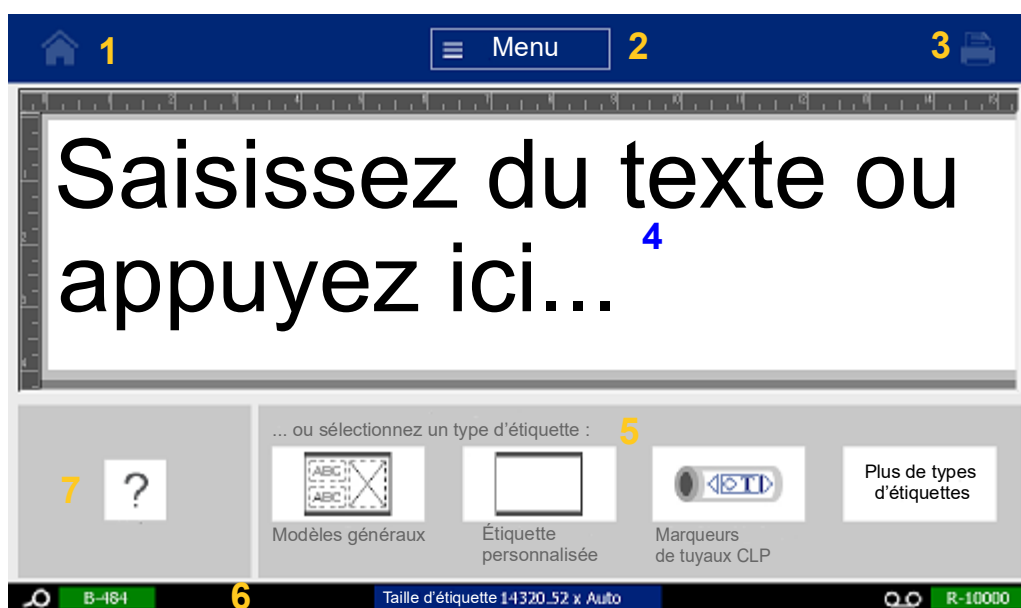 1
Menu
2
3
Saisissez du texte ou
appuyez ici...
4
... ou sélectionnez un type d'étiquette :
5
7
?
ABC
ABC
Modèles généraux
Étiquette
personnalisée
Marqueurs
de tuyaux CLP
Plus de types
d'étiquettes
B-484
6
Taille d'étiquette 14320.52 x Auto
R-10000